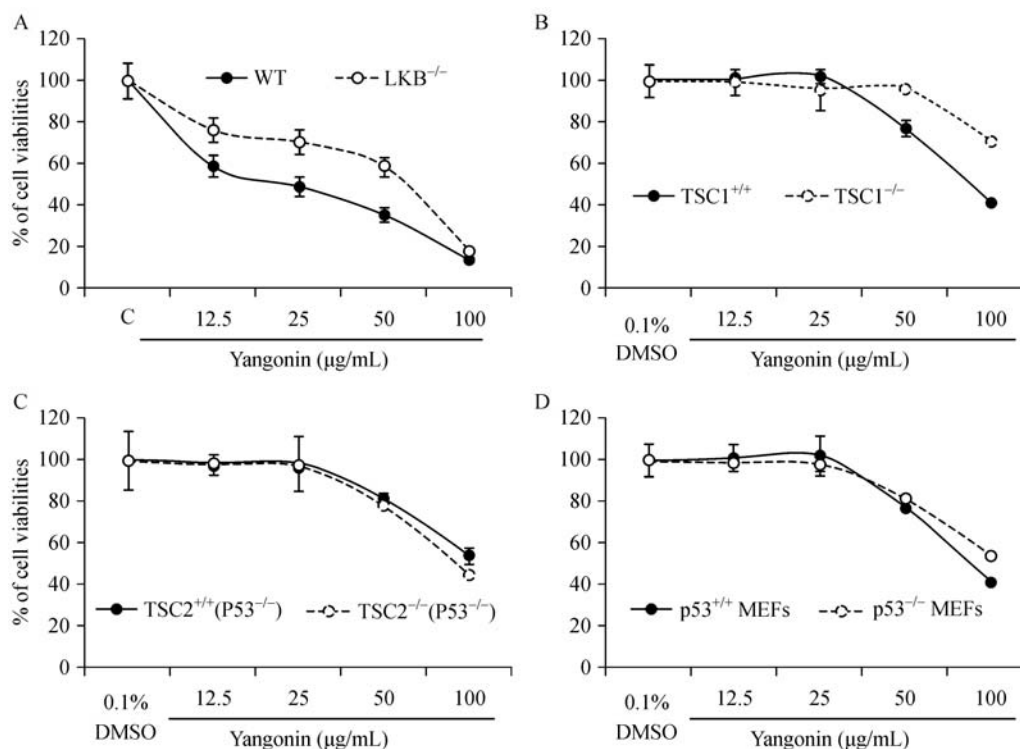 A
% of cell viabilities
120
100
80
60
40
20
0
WT
LKB⁻/⁻
C
12.5
25
50
100
Yangonin (μg/mL)
B
120
100
80
60
40
20
0
TSC1⁺/⁺
TSC1⁻/⁻
0.1%
DMSO
12.5
25
50
100
Yangonin (μg/mL)
C
% of cell viabilities
120
100
80
60
40
20
0
TSC2⁺/⁺(P53⁻/⁻)
TSC2⁻/⁻(P53⁻/⁻)
0.1%
DMSO
12.5
25
50
100
Yangonin (μg/mL)
D
120
100
80
60
40
20
0
p53⁺/⁺ MEFs
p53⁻/⁻ MEFs
0.1%
DMSO
12.5
25
50
100
Yangonin (μg/mL)